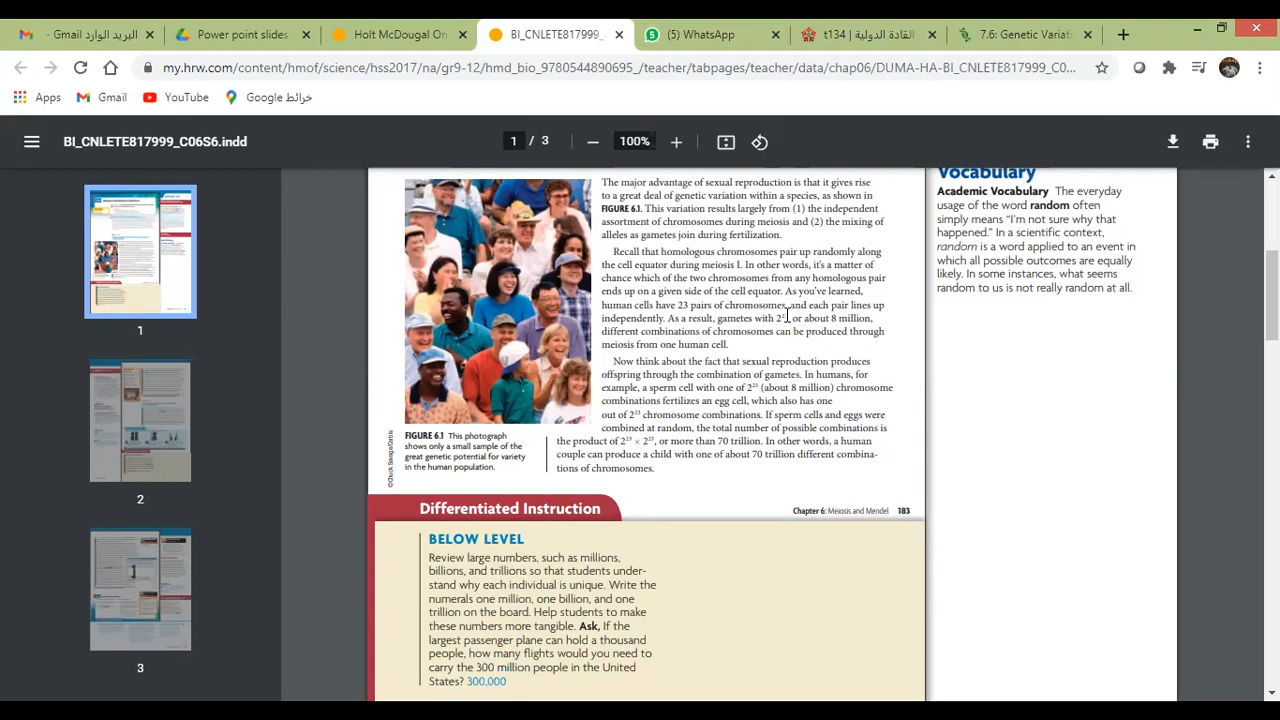 Gmail - البريد الوارد
Power point slides
Holt McDougal On
BI_CNLETE817999_
(5) WhatsApp
القادة الدولية | t134
7.6: Genetic Variati
my.hrw.com/content/hmof/science/hss2017/na/gr9-12/hmd_bio_9780544890695_/teacher/tabpages/teacher/data/chap06/DUMA-HA-BI_CNLETE817999_C0...
Apps
Gmail
YouTube
خرائط Google
BI_CNLETE817999_C06S6.indd
1 / 3
100%
1
2
3
The major advantage of sexual reproduction is that it gives rise
to a great deal of genetic variation within a species, as shown in
FIGURE 6.1. This variation results largely from (1) the independent
assortment of chromosomes during meiosis and (2) the mixing of
alleles as gametes join during fertilization.
Recall that homologous chromosomes pair up randomly along
the cell equator during meiosis I. In other words, it's a matter of
chance which of the two chromosomes from any homologous pair
ends up on a given side of the cell equator. As you've learned,
human cells have 23 pairs of chromosomes, and each pair lines up
independently. As a result, gametes with 2²³, or about 8 million,
different combinations of chromosomes can be produced through
meiosis from one human cell.
Now think about the fact that sexual reproduction produces
offspring through the combination of gametes. In humans, for
example, a sperm cell with one of 2²³ (about 8 million) chromosome
combinations fertilizes an egg cell, which also has one
out of 2²³ chromosome combinations. If sperm cells and eggs were
combined at random, the total number of possible combinations is
the product of 2²³ × 2²³, or more than 70 trillion. In other words, a human
couple can produce a child with one of about 70 trillion different combina-
tions of chromosomes.
FIGURE 6.1 This photograph
shows only a small sample of the
great genetic potential for variety
in the human population.
©Chuck Savage/Corbis
Chapter 6: Meiosis and Mendel 183
Vocabulary
Academic Vocabulary The everyday
usage of the word random often
simply means "I'm not sure why that
happened." In a scientific context,
random is a word applied to an event in
which all possible outcomes are equally
likely. In some instances, what seems
random to us is not really random at all.
Differentiated Instruction
BELOW LEVEL
Review large numbers, such as millions,
billions, and trillions so that students under-
stand why each individual is unique. Write the
numerals one million, one billion, and one
trillion on the board. Help students to make
these numbers more tangible. Ask, If the
largest passenger plane can hold a thousand
people, how many flights would you need to
carry the 300 million people in the United
States? 300,000